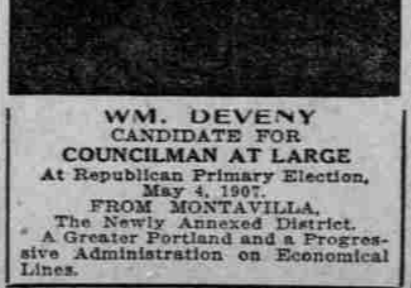 WM. DEVENY
CANDIDATE FOR
COUNCILMAN AT LARGE
At Republican Primary Election,
May 4, 1907.
FROM MONTAVILLA,
The Newly Annexed District.
A Greater Portland and a Progres-
sive Administration on Economical
Lines.